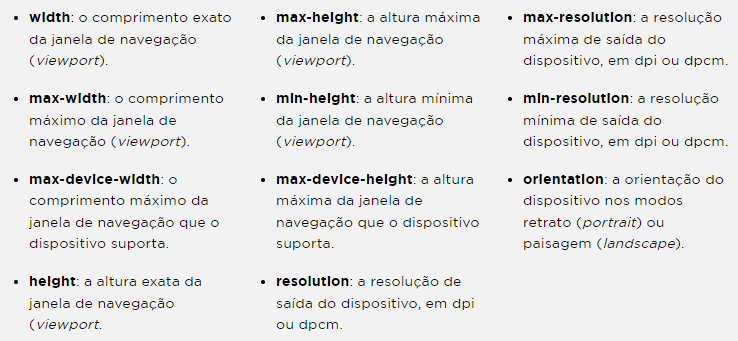 • width: o comprimento exato
da janela de navegação
(viewport).
• max-width: o comprimento
máximo da janela de
navegação (viewport).
• max-device-width: o
comprimento máximo da
janela de navegação que o
dispositivo suporta.
• height: a altura exata da
janela de navegação
(viewport.
• max-height: a altura máxima
da janela de navegação
(viewport).
• min-height: a altura mínima
da janela de navegação
(viewport).
• max-device-height: a altura
máxima da janela de
navegação que o dispositivo
suporta.
• resolution: a resolução de
saída do dispositivo, em dpi
ou dpcm.
• max-resolution: a resolução
máxima de saída do
dispositivo, em dpi ou dpcm.
• min-resolution: a resolução
mínima de saída do
dispositivo, em dpi ou dpcm.
• orientation: a orientação do
dispositivo nos modos
retrato (portrait) ou
paisagem (landscape).